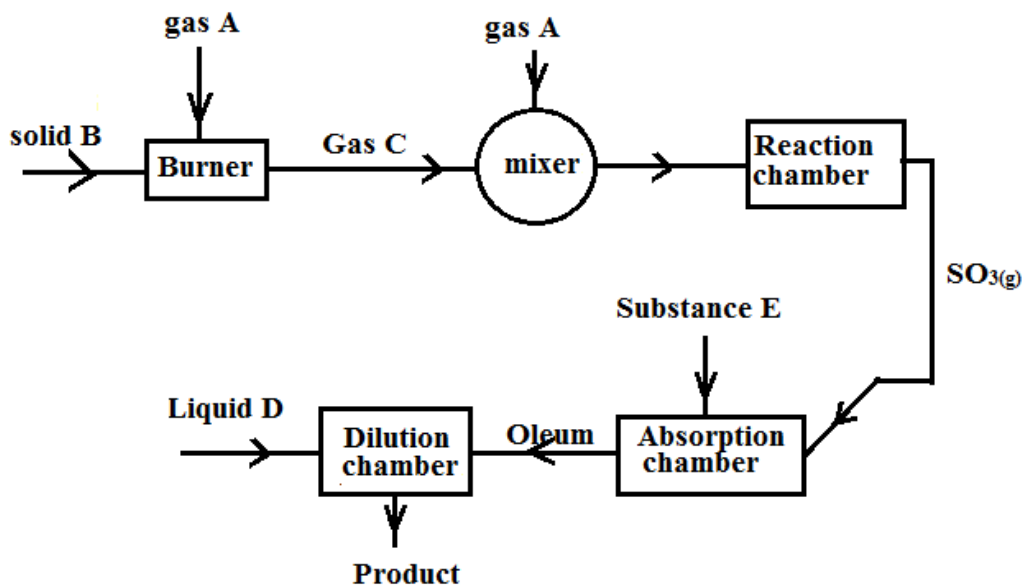 gas A
gas A
solid B
Burner
Gas C
mixer
Reaction
chamber
SO3(g)
Substance E
Liquid D
Dilution
chamber
Oleum
Absorption
chamber
Product